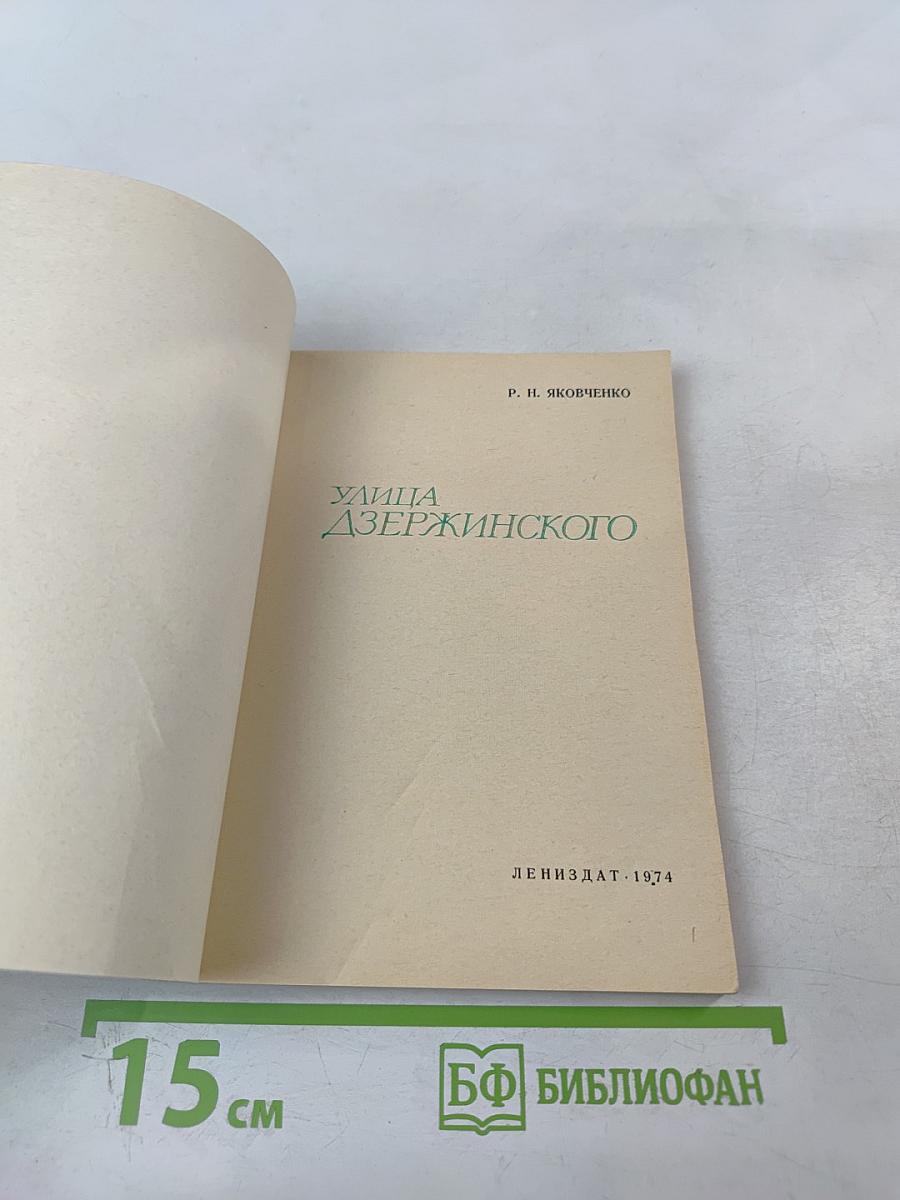 Р. Н. ЯКОВЧЕНКО
УЛИЦА
ДЗЕРЖИНСКОГО
ЛЕНИЗДАТ · 1974
15 см
БФ БИБЛИОФАН